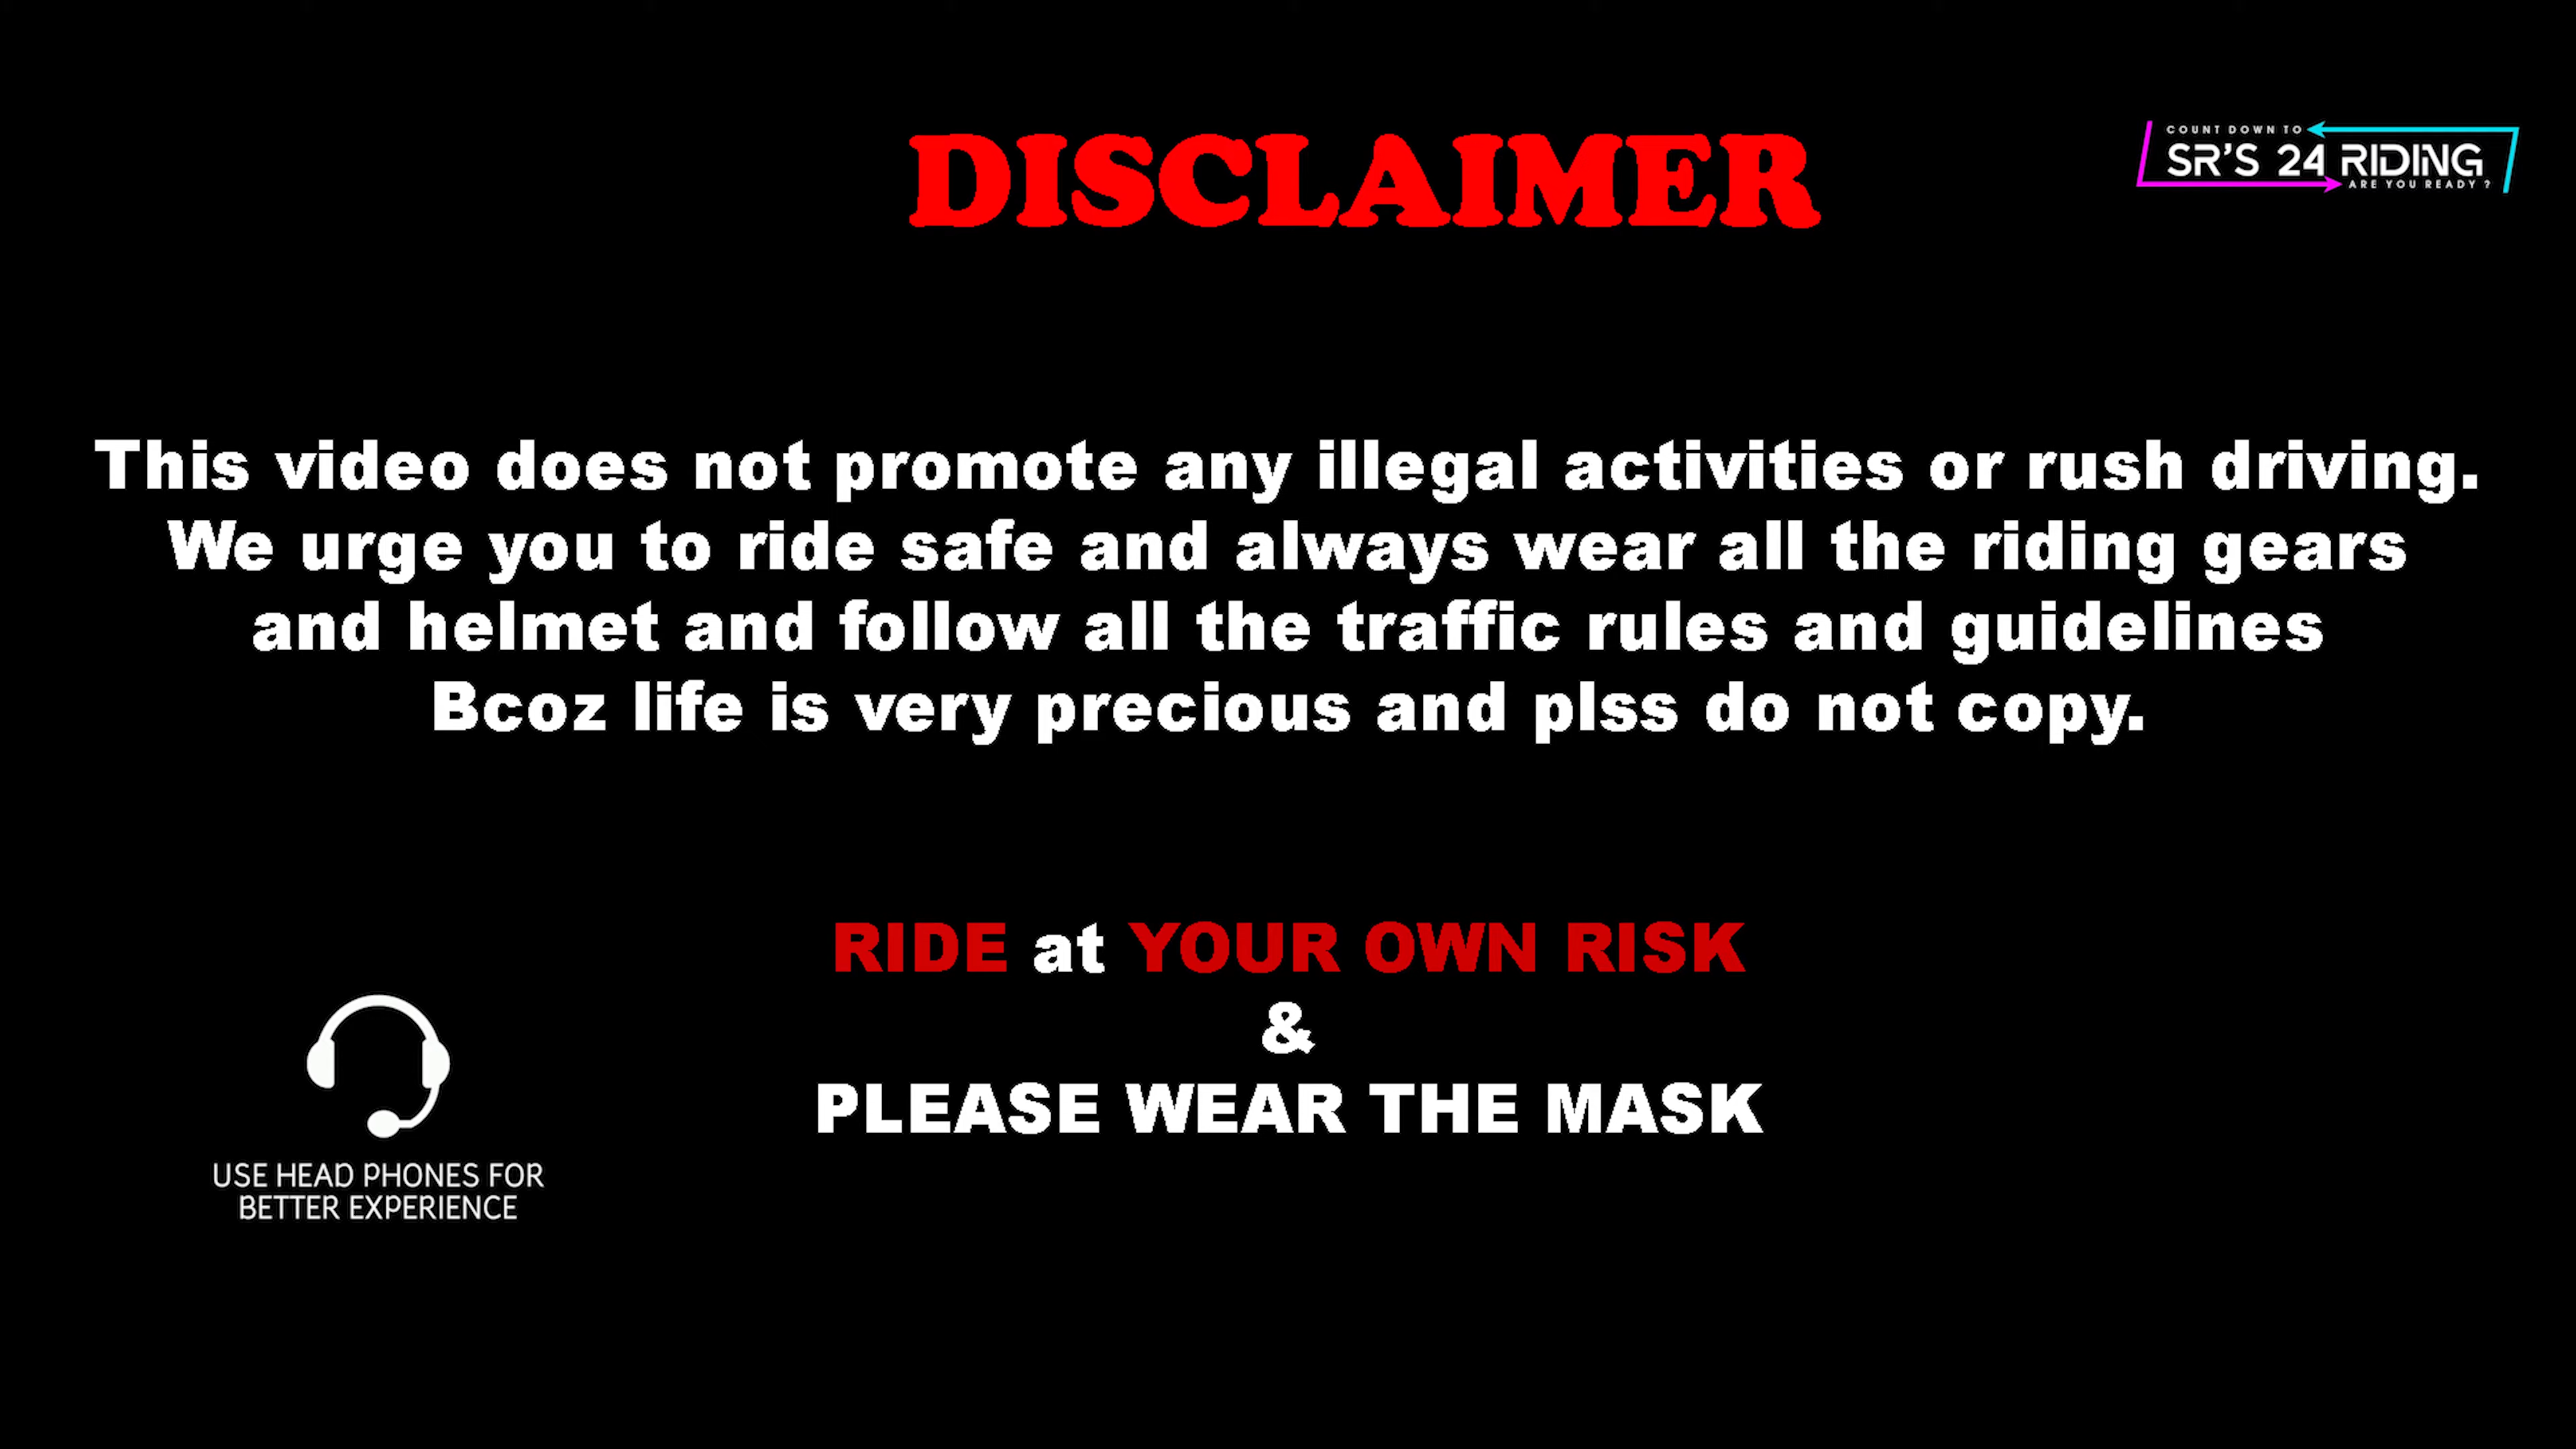 DISCLAIMER
COUNT DOWN TO
SR'S 24 RIDING
ARE YOU READY ?
This video does not promote any illegal activities or rush driving.
We urge you to ride safe and always wear all the riding gears
and helmet and follow all the traffic rules and guidelines
Bcoz life is very precious and plss do not copy.
RIDE at YOUR OWN RISK
&
PLEASE WEAR THE MASK
USE HEAD PHONES FOR
BETTER EXPERIENCE